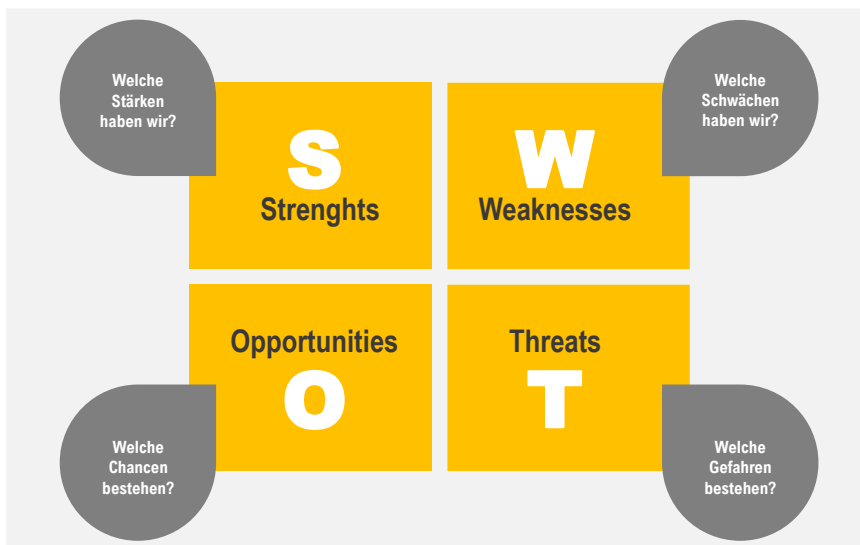 Welche
Stärken
haben wir?
Welche
Schwächen
haben wir?
S
Strenghts
W
Weaknesses
Opportunities
O
Threats
T
Welche
Chancen
bestehen?
Welche
Gefahren
bestehen?